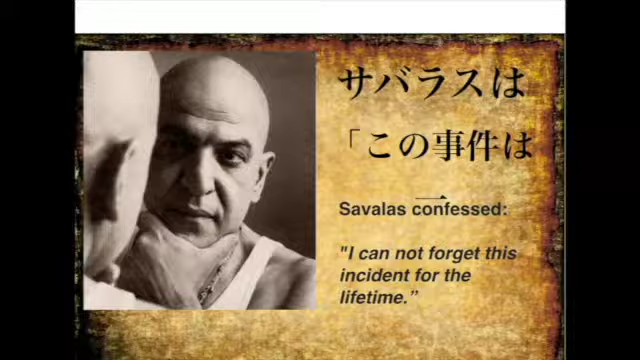 サバラスは
「この事件は
Savalas confessed:
"I can not forget this
incident for the
lifetime.”